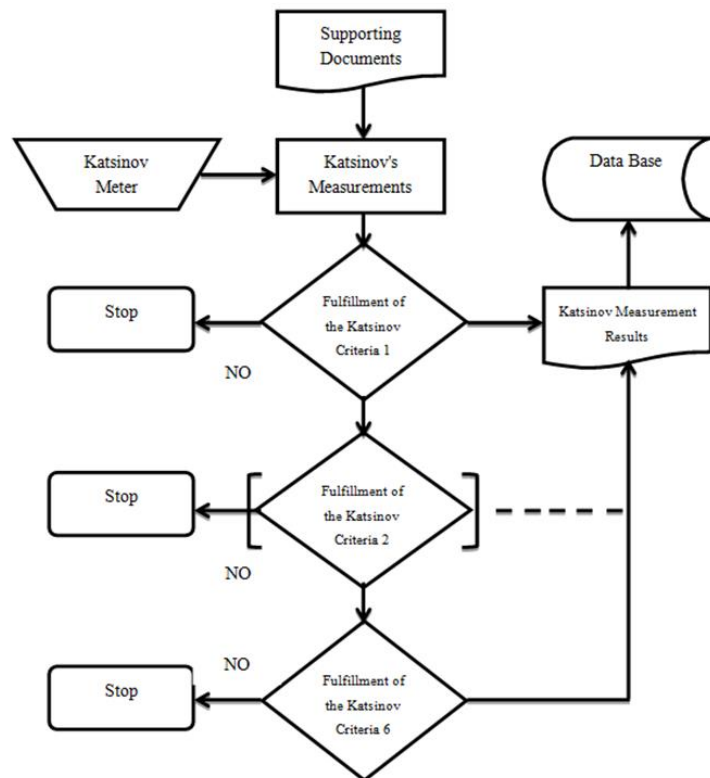 Supporting
Documents
Katsinov
Meter
Katsinov's
Measurements
Data Base
Stop
Fulfillment of
the Katsinov
Criteria 1
Katsinov Measurement
Results
NO
Stop
Fulfillment of
the Katsinov
Criteria 2
NO
NO
Stop
Fulfillment of
the Katsinov
Criteria 6